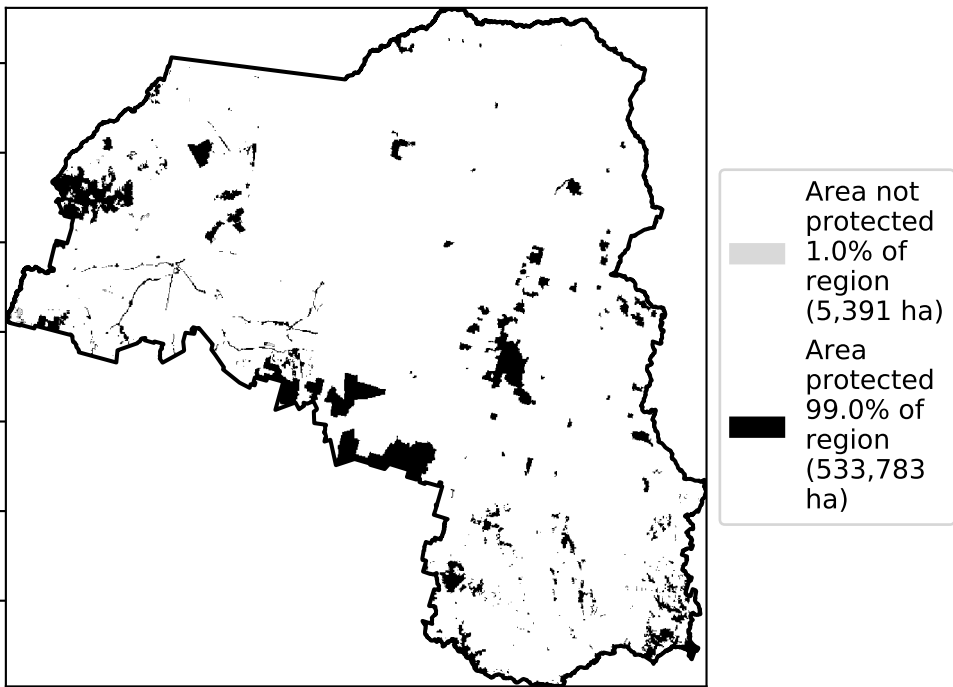 Area not
protected
1.0% of
region
(5,391 ha)
Area
protected
99.0% of
region
(533,783
ha)